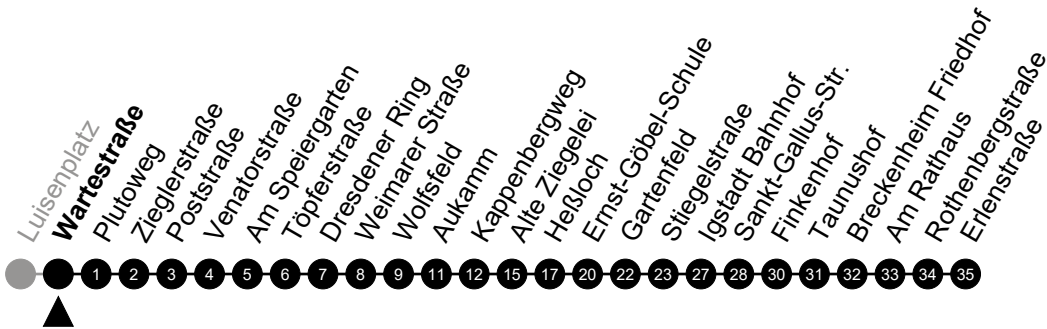 Luisenplatz
Wartestraße
Plutoweg
Zieglerstraße
Poststraße
Venatorstraße
Am Speiergarten
Töpferstraße
Dresdener Ring
Weimarer Straße
Wolfsfeld
Aukamm
Kappenbergweg
Alte Ziegelei
Heßloch
Ernst-Göbel-Schule
Gartenfeld
Stiegelstraße
Igstadt Bahnhof
Sankt-Gallus-Str.
Finkenhof
Taunushof
Breckenheim Friedhof
Am Rathaus
Rothenbergstraße
Erlenstraße
1 2 3 4 5 6 7 8 9 11 12 15 17 20 22 23 27 28 30 31 32 33 34 35